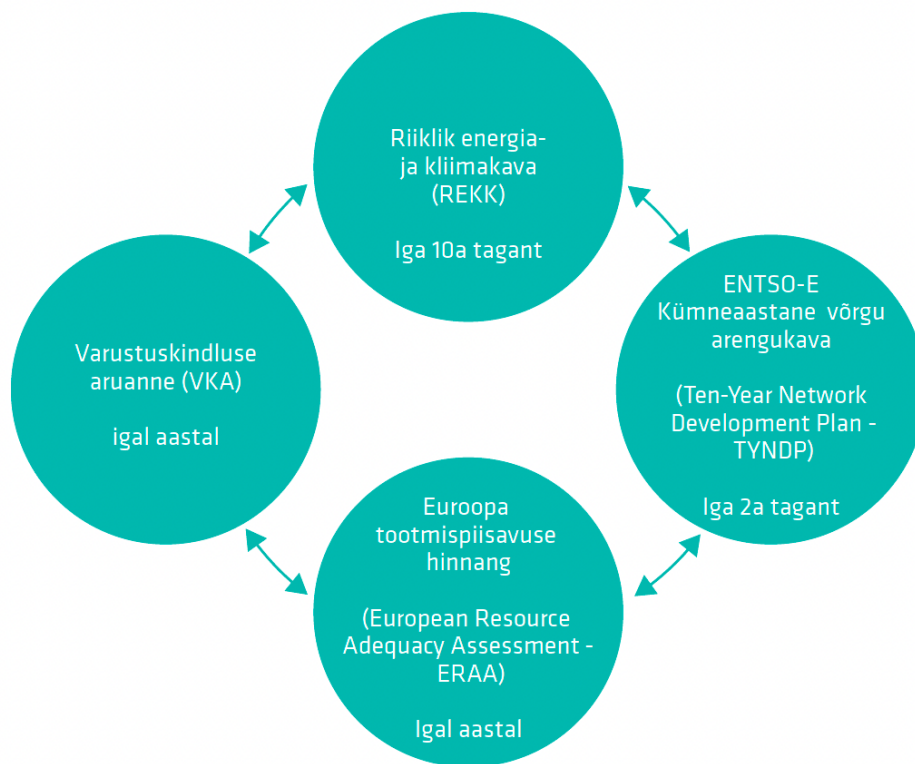 Riiklik energia-
ja kliimakava
(REKK)
Iga 10a tagant
ENTSO-E
Kümneaastane võrgu
arengukava
(Ten-Year Network
Development Plan -
TYNDP)
Iga 2a tagant
Varustuskindluse
aruanne (VKA)
igal aastal
Euroopa
tootmispiisavuse
hinnang
(European Resource
Adequacy Assessment -
ERAA)
Igal aastal